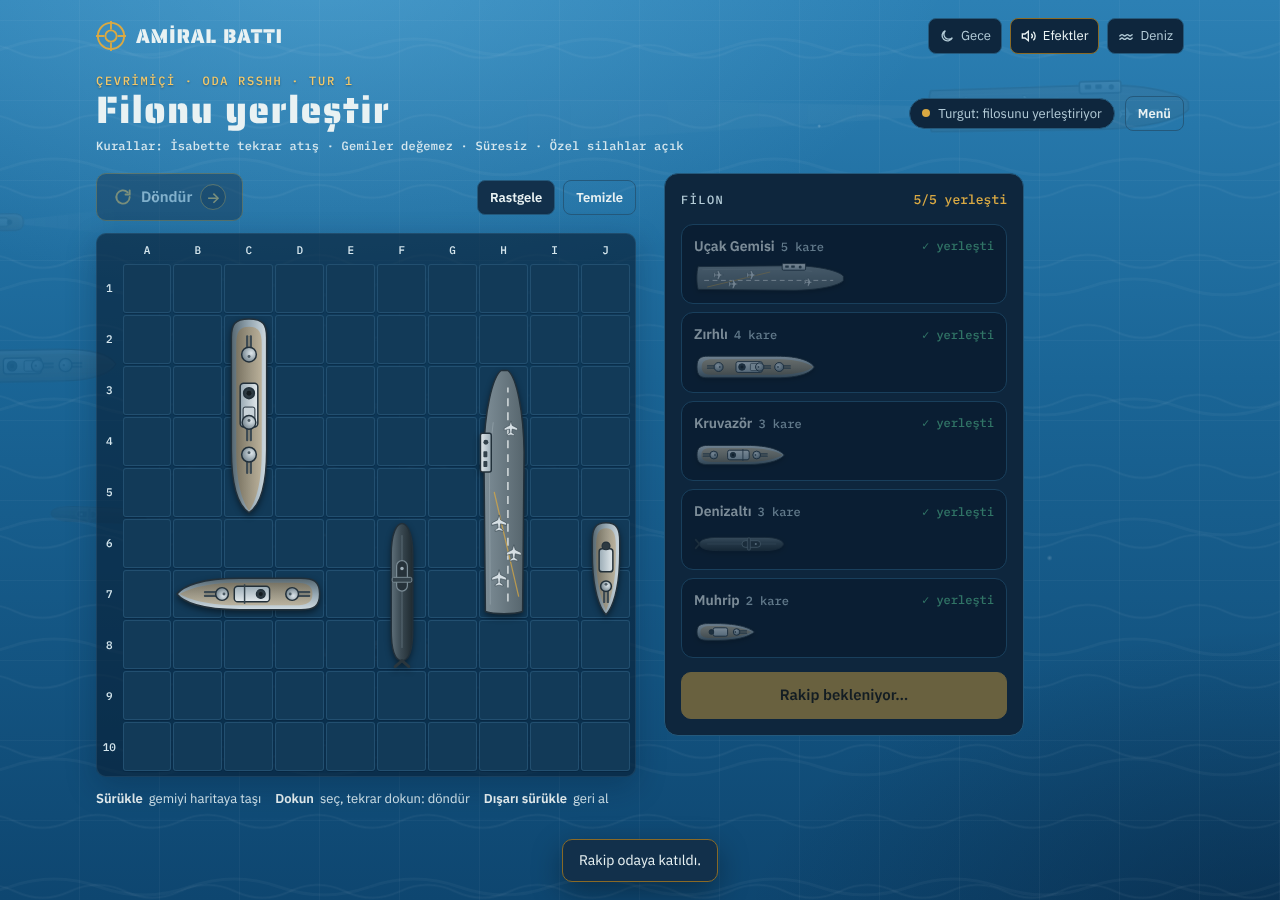 AMİRAL BATTI
Gece
Efektler
Deniz
ÇEVRİMİÇİ · ODA RSSHH · TUR 1
Filonu yerleştir
Turgut: filosunu yerleştiriyor
Menü
Kurallar: İsabette tekrar atış · Gemiler değemez · Süresiz · Özel silahlar açık
Döndür
Rastgele
Temizle
A B C D E F G H I J
1
2
3
4
5
6
7
8
9
10
Sürükle gemiyi haritaya taşı Dokun seç, tekrar dokun: döndür Dışarı sürükle geri al
FİLON 5/5 yerleşti
Uçak Gemisi 5 kare ✓ yerleşti
Zırhlı 4 kare ✓ yerleşti
Kruvazör 3 kare ✓ yerleşti
Denizaltı 3 kare ✓ yerleşti
Muhrip 2 kare ✓ yerleşti
Rakip bekleniyor…
Rakip odaya katıldı.